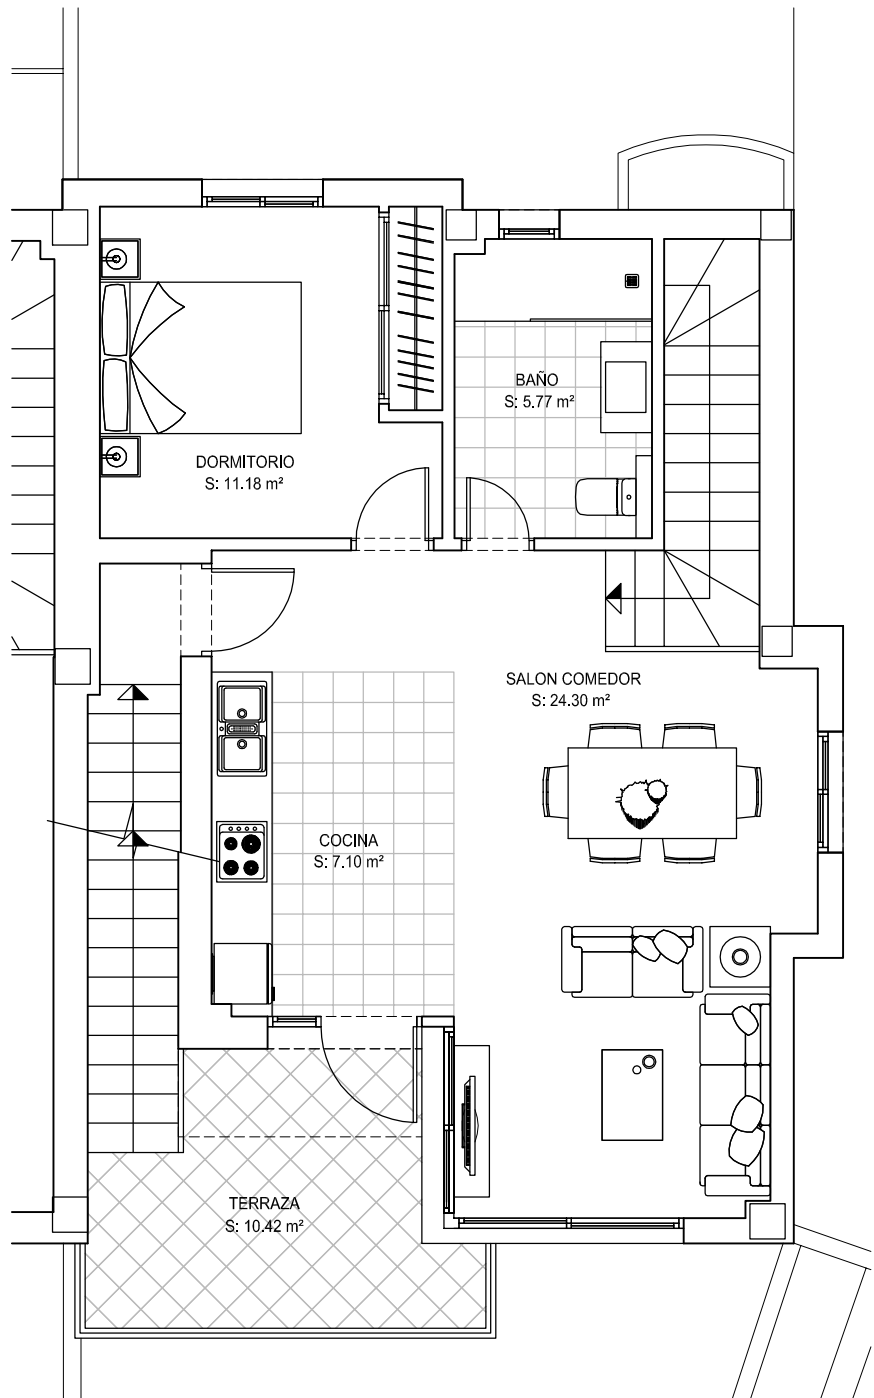 BAÑO
S: 5.77 m²
DORMITORIO
S: 11.18 m²
SALON COMEDOR
S: 24.30 m²
COCINA
S: 7.10 m²
TERRAZA
S: 10.42 m²